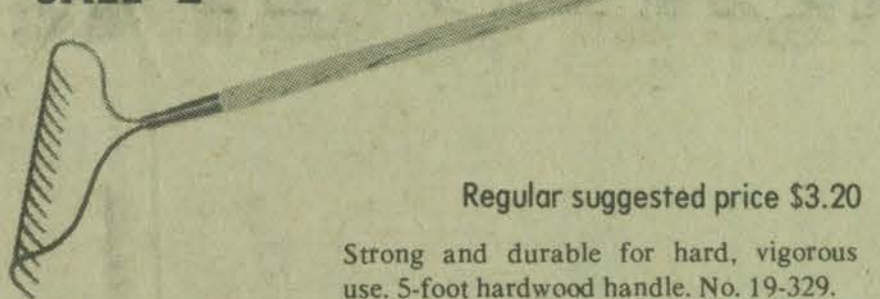 Regular suggested price $3.20
Strong and durable for hard, vigorous
use. 5-foot hardwood handle. No. 19-329.